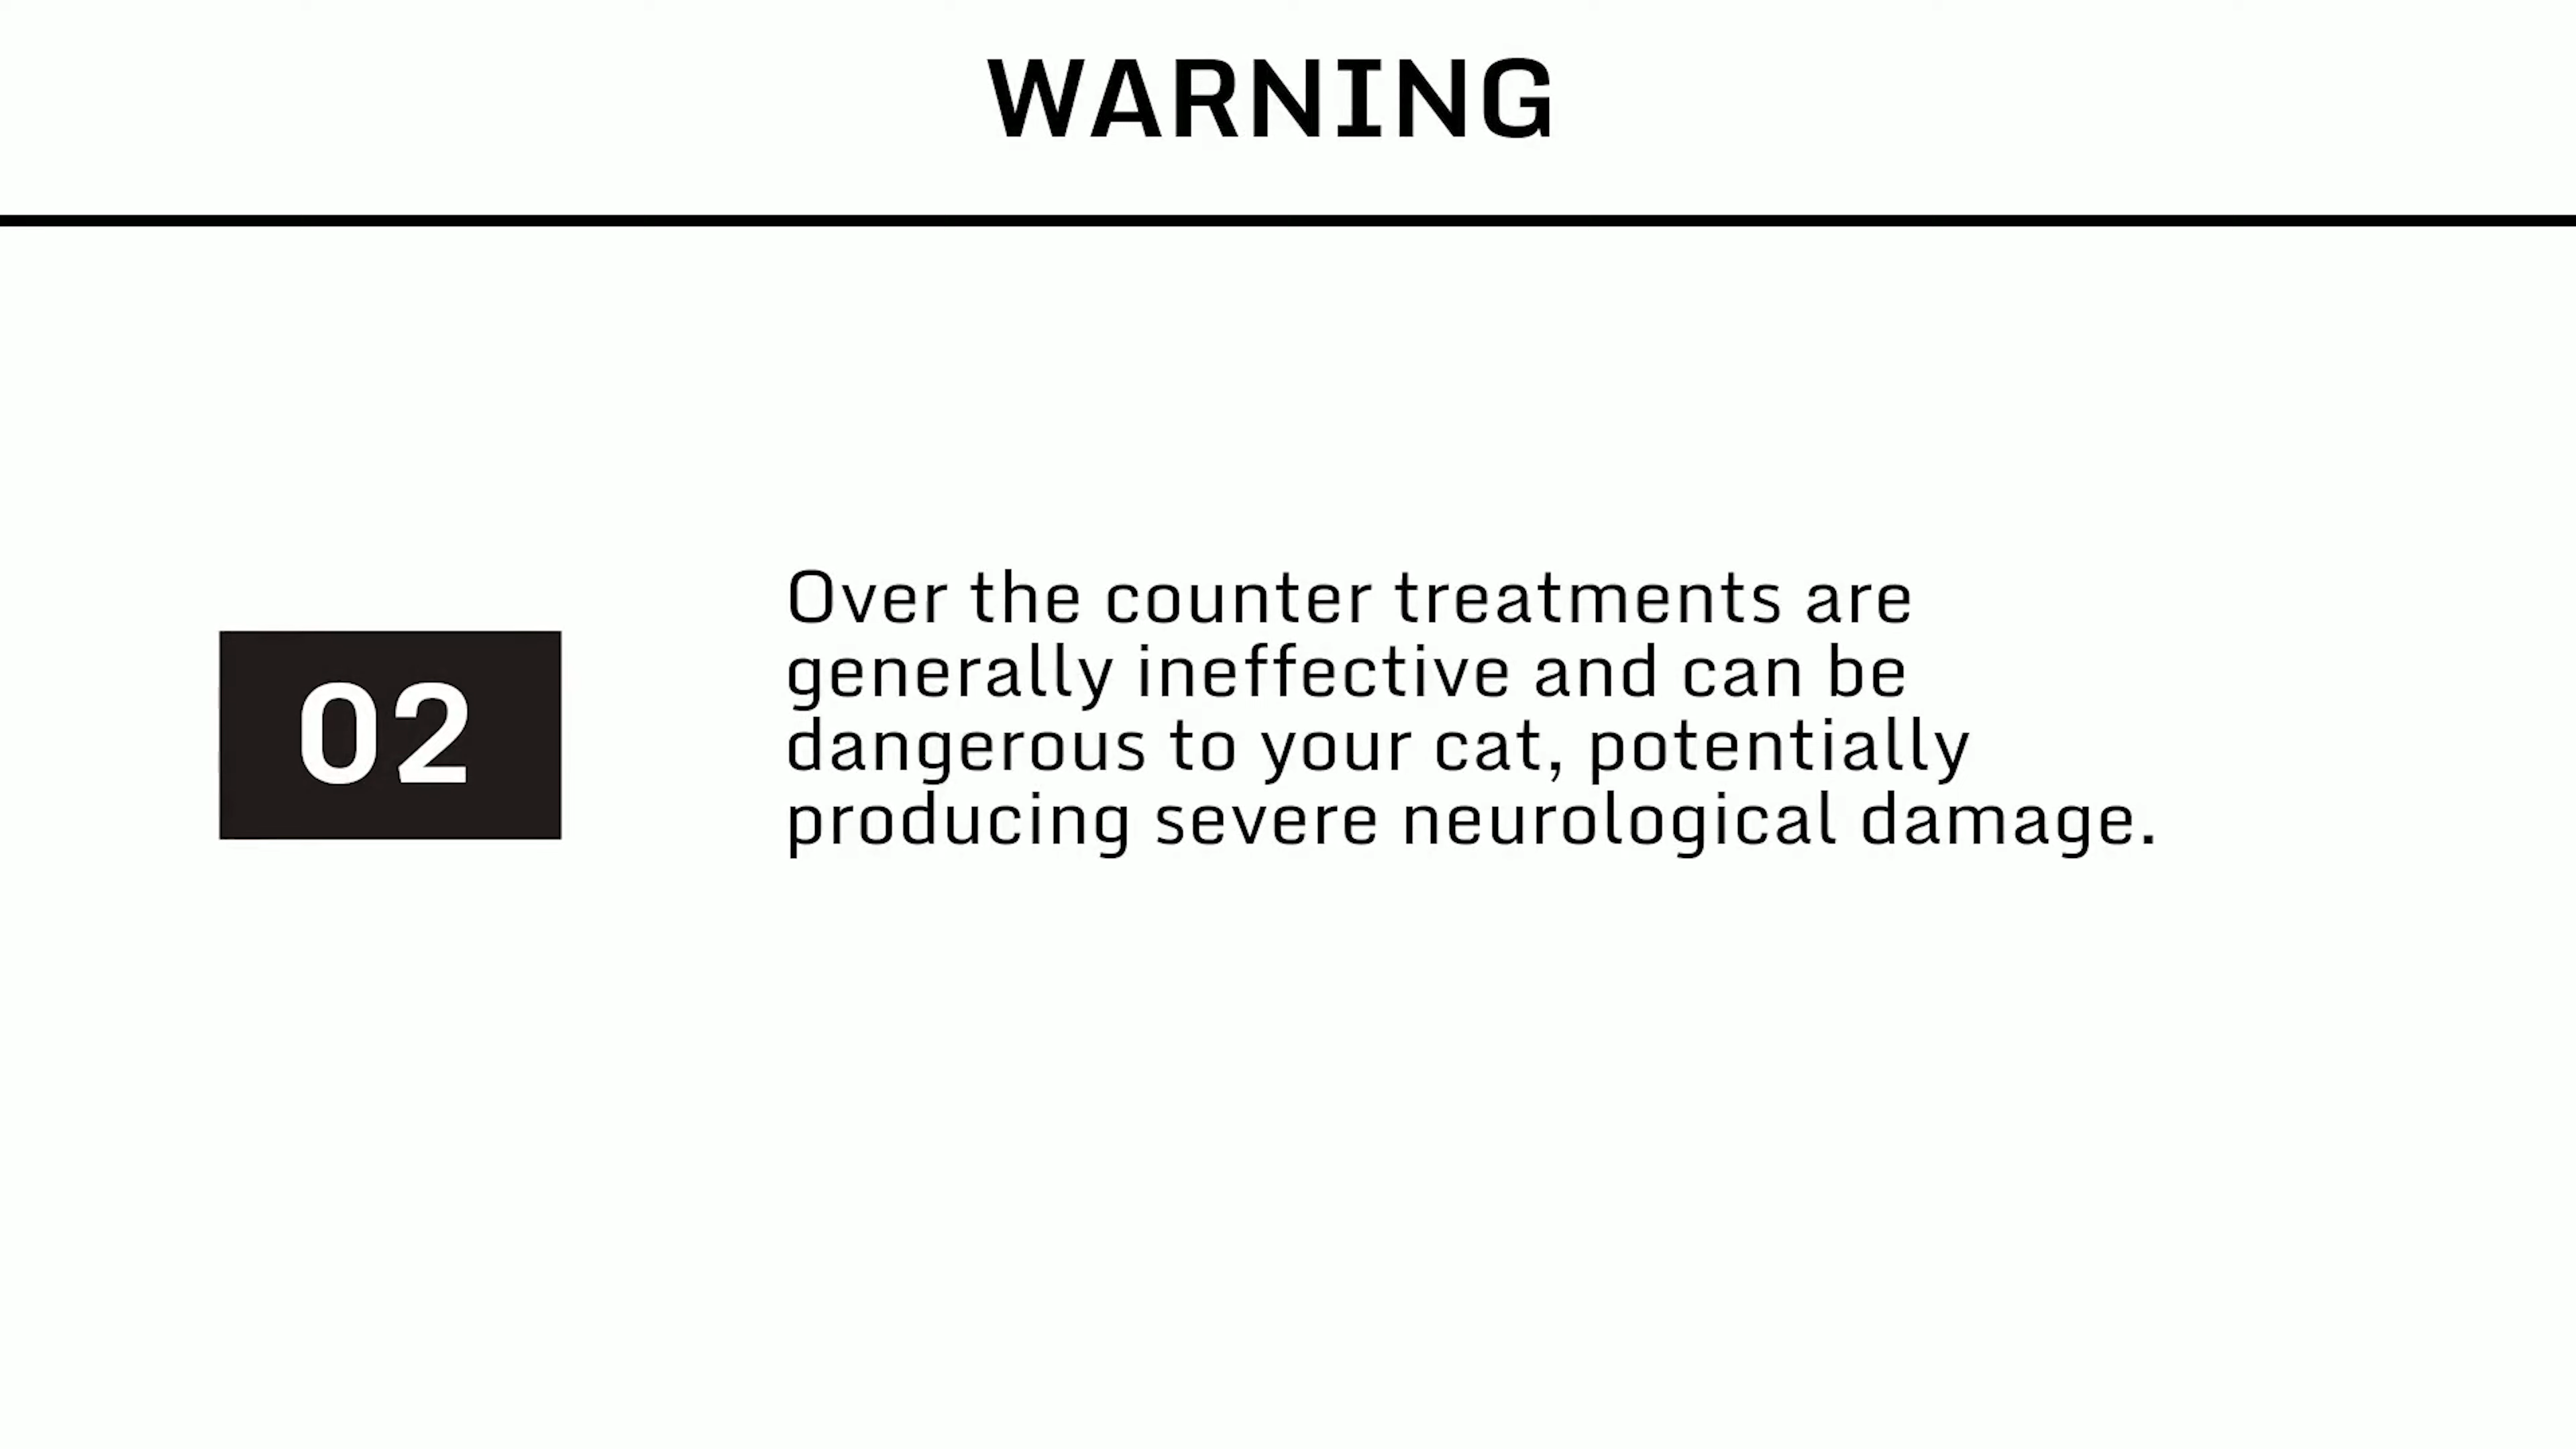 WARNING
02
Over the counter treatments are
generally ineffective and can be
dangerous to your cat, potentially
producing severe neurological damage.